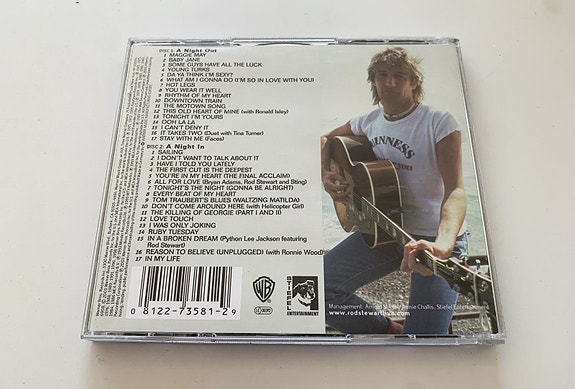 DISC 1: A Night Out
1 MAGGIE MAY
2 BABY JANE
3 SOME GUYS HAVE ALL THE LUCK
4 YOUNG TURKS
5 DA YA THINK I'M SEXY?
6 WHAT AM I GONNA DO (I'M SO IN LOVE WITH YOU)
7 HOT LEGS
8 YOU WEAR IT WELL
9 RHYTHM OF MY HEART
10 DOWNTOWN TRAIN
11 THE MOTOWN SONG
12 THIS OLD HEART OF MINE (with Ronald Isley)
13 TONIGHT I'M YOURS
14 OOH LA LA
15 I CAN'T DENY IT
16 IT TAKES TWO (Duet with Tina Turner)
17 STAY WITH ME (Faces)
DISC 2: A Night In
1 SAILING
2 I DON'T WANT TO TALK ABOUT IT
3 HAVE I TOLD YOU LATELY
4 THE FIRST CUT IS THE DEEPEST
5 YOU'RE IN MY HEART (THE FINAL ACCLAIM)
6 ALL FOR LOVE (Bryan Adams, Rod Stewart and Sting)
7 TONIGHT'S THE NIGHT (GONNA BE ALRIGHT)
8 EVERY BEAT OF MY HEART
9 TOM TRAUBERT'S BLUES (WALTZING MATILDA)
10 DON'T COME AROUND HERE (with Helicopter Girl)
11 THE KILLING OF GEORGIE (PART I AND II)
12 LOVE TOUCH
13 I WAS ONLY JOKING
14 RUBY TUESDAY
15 IN A BROKEN DREAM (Python Lee Jackson featuring
Rod Stewart)
16 REASON TO BELIEVE (UNPLUGGED) (with Ronnie Wood)
17 IN MY LIFE
GUINNESS
0 81227-35812-9
WB
STIEFEL
ENTERTAINMENT
Management: Challis, Stiefel Entertainment
www.rodstewartlive.com